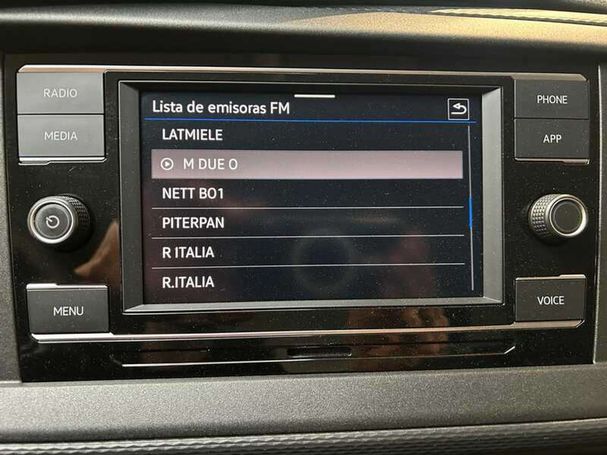 RADIO
MEDIA
MENU
Lista de emisoras FM
LATMIELE
M DUE O
NETT BO1
PITERPAN
R ITALIA
R.ITALIA
PHONE
APP
VOICE